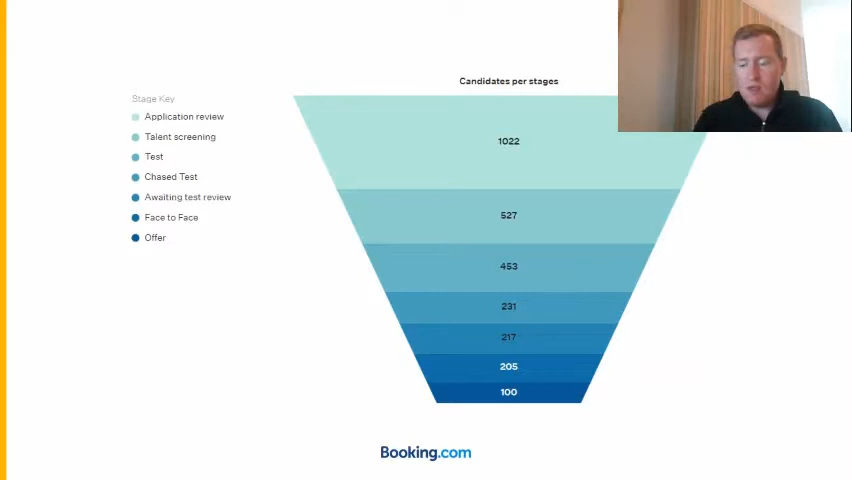 Candidates per stages
Stage Key
Application review
Talent screening
Test
Chased Test
Awaiting test review
Face to Face
Offer
1022
527
453
231
217
205
100
Booking.com